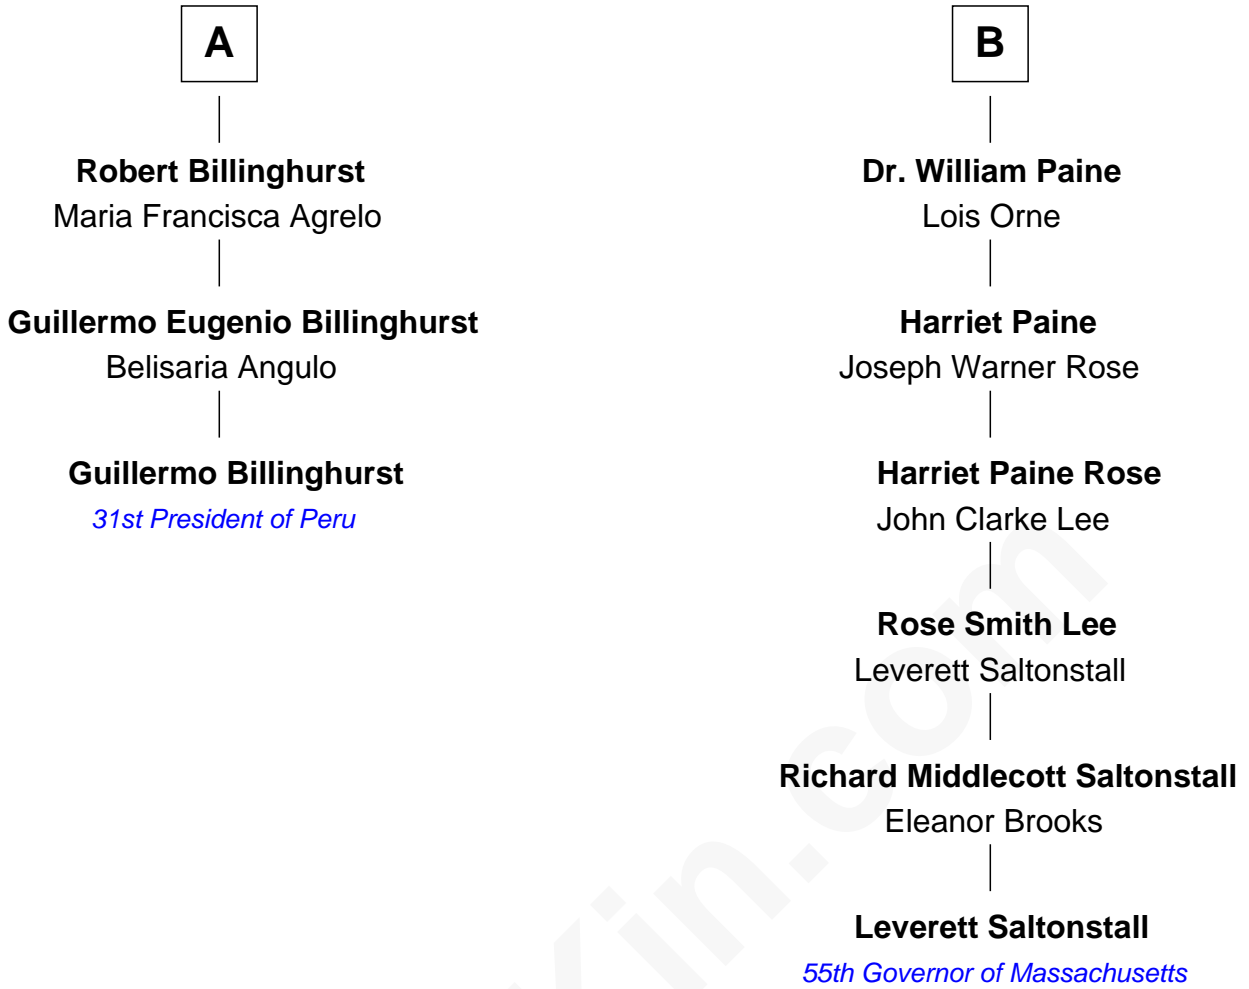 A
Robert Billinghurst
Maria Francisca Agrelo
Guillermo Eugenio Billinghurst
Belisaria Angulo
Guillermo Billinghurst
31st President of Peru
B
Dr. William Paine
Lois Orne
Harriet Paine
Joseph Warner Rose
Harriet Paine Rose
John Clarke Lee
Rose Smith Lee
Leverett Saltonstall
Richard Middlecott Saltonstall
Eleanor Brooks
Leverett Saltonstall
55th Governor of Massachusetts
Kin.com